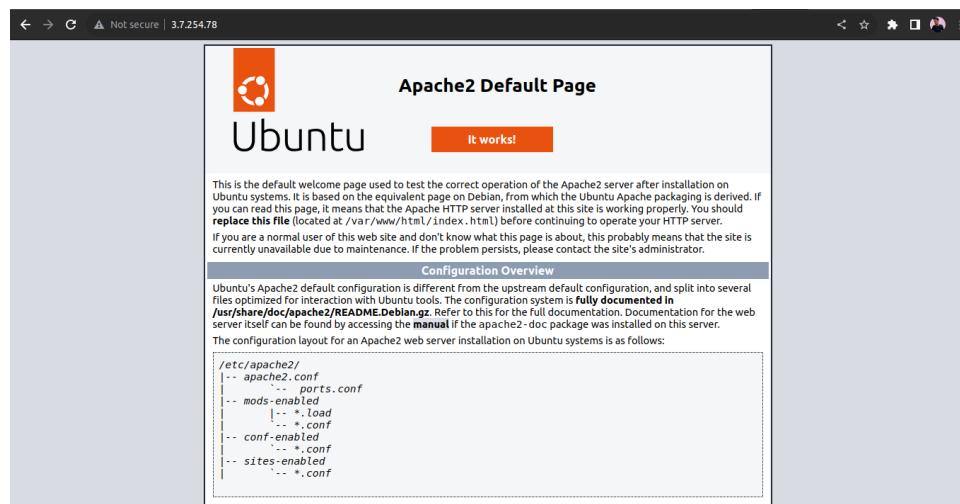 Not secure | 3.7.254.78
Apache2 Default Page
Ubuntu
It works!
This is the default welcome page used to test the correct operation of the Apache2 server after installation on
Ubuntu systems. It is based on the equivalent page on Debian, from which the Ubuntu Apache packaging is derived. If
you can read this page, it means that the Apache HTTP server installed at this site is working properly. You should
replace this file (located at /var/www/html/index.html) before continuing to operate your HTTP server.
If you are a normal user of this web site and don't know what this page is about, this probably means that the site is
currently unavailable due to maintenance. If the problem persists, please contact the site's administrator.
Configuration Overview
Ubuntu's Apache2 default configuration is different from the upstream default configuration, and split into several
files optimized for interaction with Ubuntu tools. The configuration system is fully documented in
/usr/share/doc/apache2/README.Debian.gz. Refer to this for the full documentation. Documentation for the web
server itself can be found by accessing the manual if the apache2-doc package was installed on this server.
The configuration layout for an Apache2 web server installation on Ubuntu systems is as follows:
/etc/apache2/
|-- apache2.conf
|       `--  ports.conf
|-- mods-enabled
|       |-- *.load
|       `-- *.conf
|-- conf-enabled
|       `-- *.conf
|-- sites-enabled
|       `-- *.conf